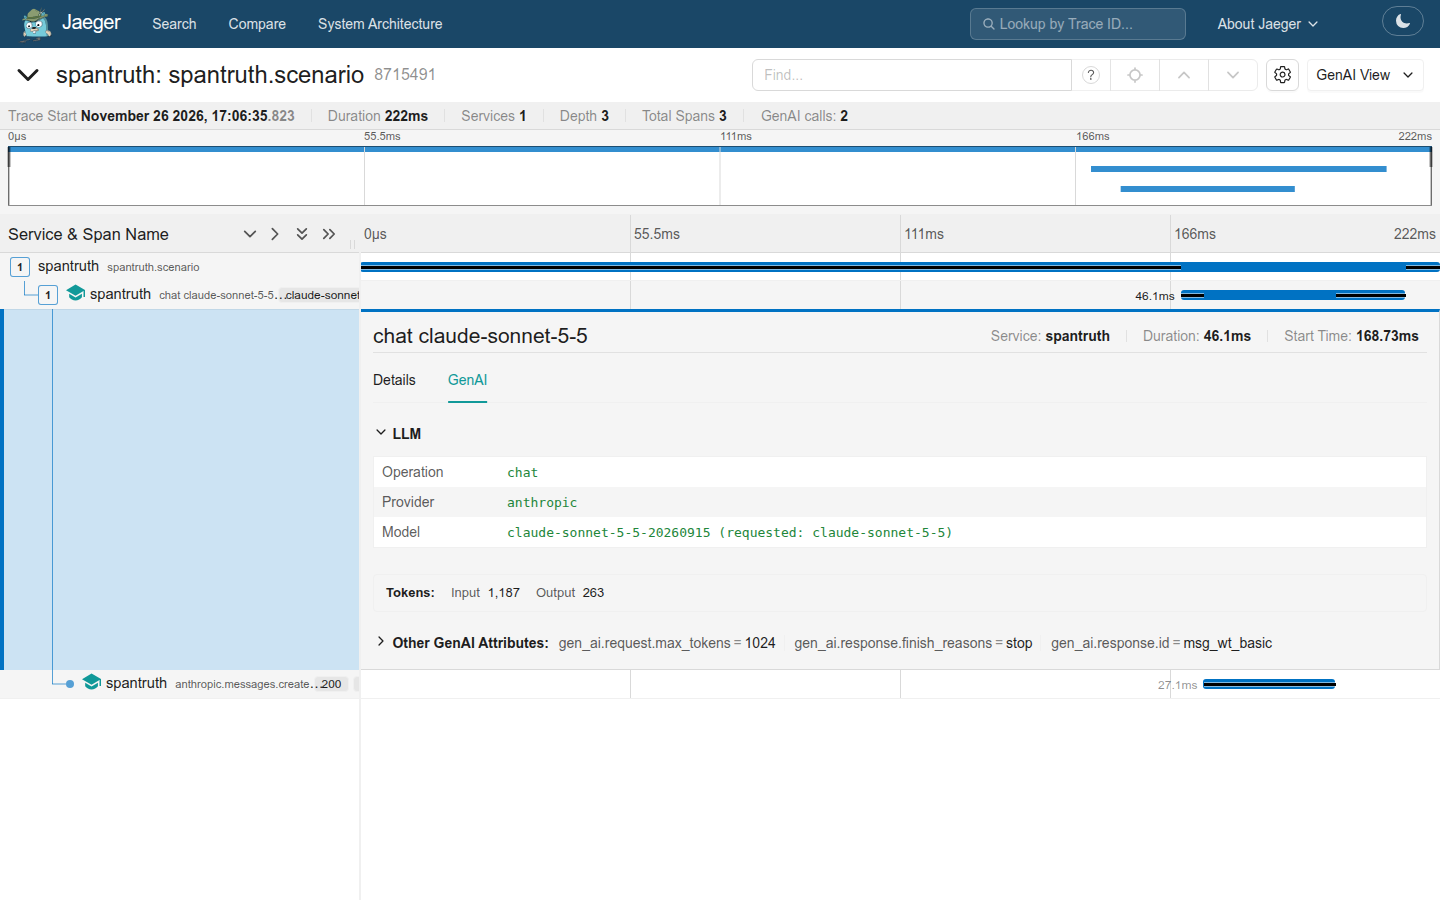 Jaeger Search Compare System Architecture Lookup by Trace ID... About Jaeger
spantruth: spantruth.scenario 8715491 Find... ? GenAI View
Trace Start November 26 2026, 17:06:35.823 Duration 222ms Services 1 Depth 3 Total Spans 3 GenAI calls: 2
0μs 55.5ms 111ms 166ms 222ms
Service & Span Name 0μs 55.5ms 111ms 166ms 222ms
1 spantruth spantruth.scenario
1 spantruth chat claude-sonnet-5-5... claude-sonnet 46.1ms
chat claude-sonnet-5-5 Service: spantruth Duration: 46.1ms Start Time: 168.73ms
Details GenAI
LLM
Operation chat
Provider anthropic
Model claude-sonnet-5-5-20260915 (requested: claude-sonnet-5-5)
Tokens: Input 1,187 Output 263
Other GenAI Attributes: gen_ai.request.max_tokens = 1024 gen_ai.response.finish_reasons = stop gen_ai.response.id = msg_wt_basic
spantruth anthropic.messages.create... 200 27.1ms